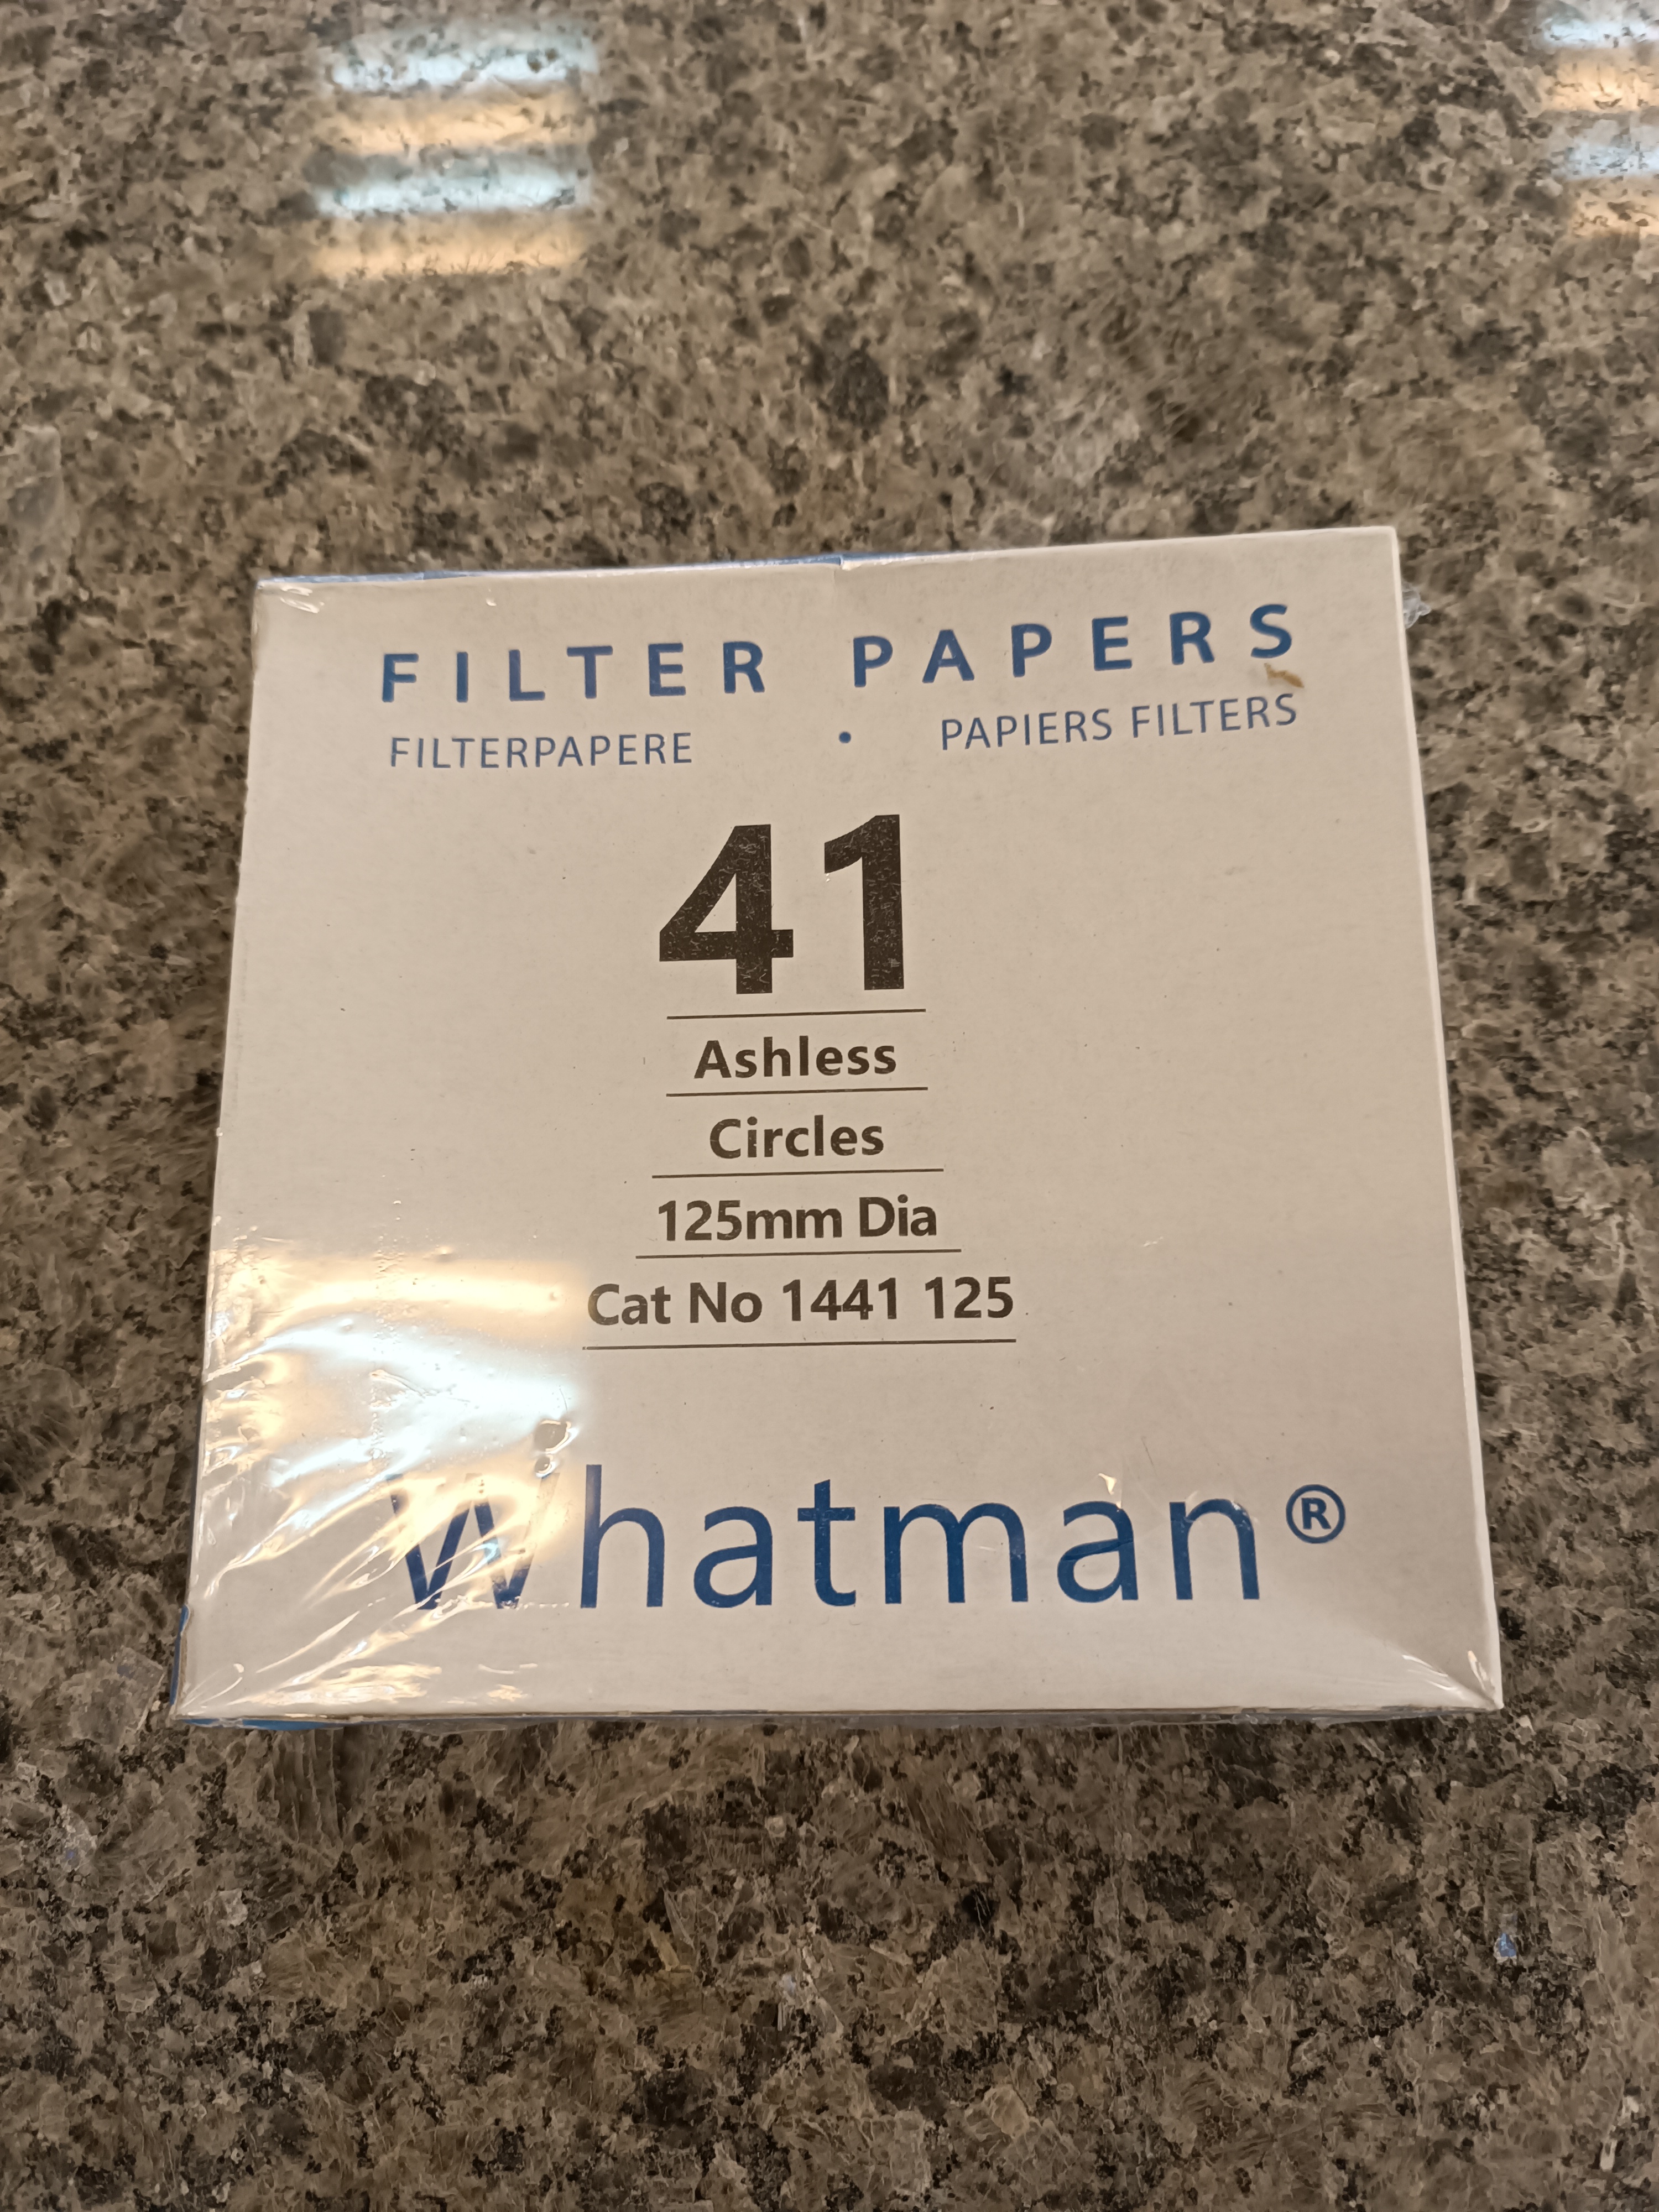 FILTER PAPERS
FILTERPAPERE • PAPIERS FILTERS
41
Ashless
Circles
125mm Dia
Cat No 1441 125
Whatman®